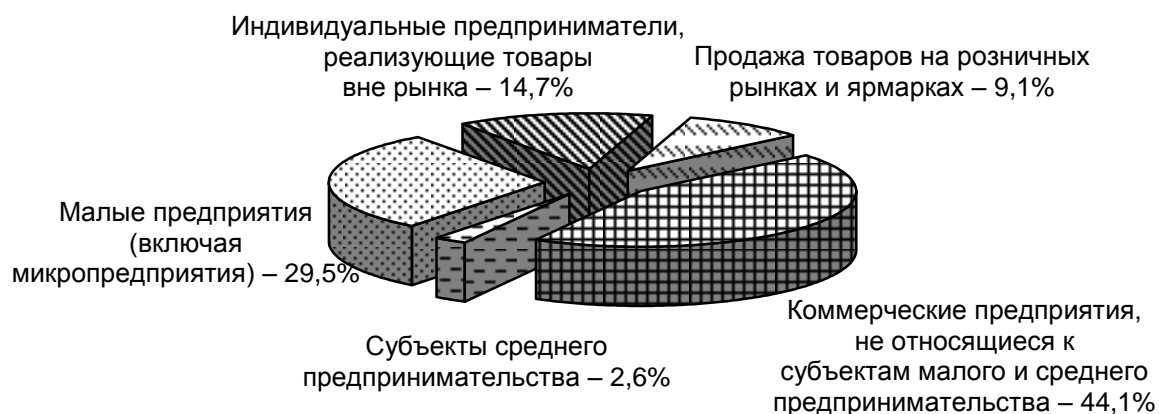 Индивидуальные предприниматели,
реализующие товары
вне рынка – 14,7%
Продажа товаров на розничных
рынках и ярмарках – 9,1%
Малые предприятия
(включая
микропредприятия) – 29,5%
Субъекты среднего
предпринимательства – 2,6%
Коммерческие предприятия,
не относящиеся к
субъектам малого и среднего
предпринимательства – 44,1%